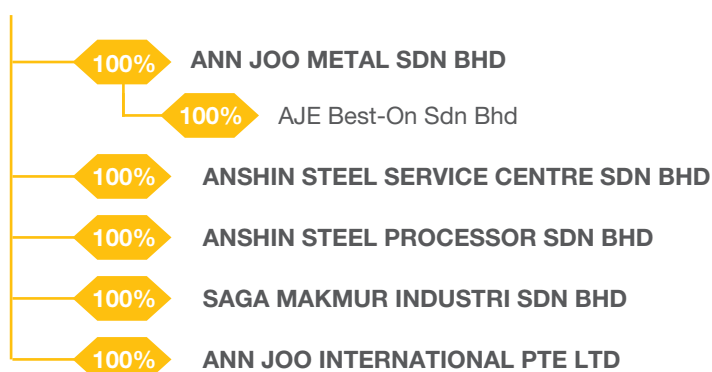 100% ANN JOO METAL SDN BHD
100% AJE Best-On Sdn Bhd
100% ANSHIN STEEL SERVICE CENTRE SDN BHD
100% ANSHIN STEEL PROCESSOR SDN BHD
100% SAGA MAKMUR INDUSTRI SDN BHD
100% ANN JOO INTERNATIONAL PTE LTD